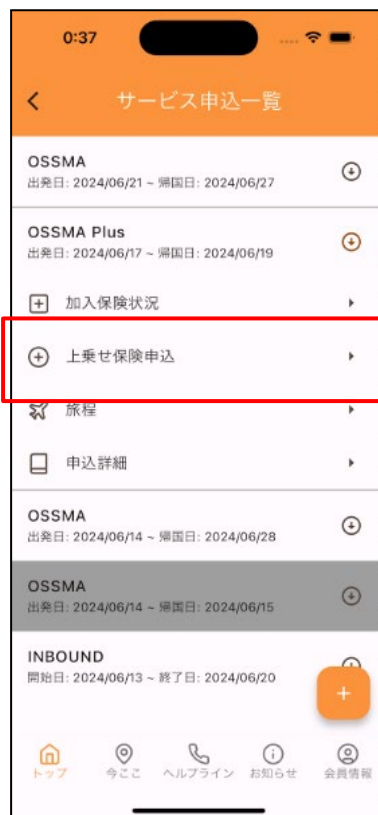 0:37
サービス申込一覧
OSSMA
出発日: 2024/06/21 ~ 帰国日: 2024/06/27
OSSMA Plus
出発日: 2024/06/17 ~ 帰国日: 2024/06/19
加入保険状況
上乗せ保険申込
旅程
申込詳細
OSSMA
出発日: 2024/06/14 ~ 帰国日: 2024/06/28
OSSMA
出発日: 2024/06/14 ~ 帰国日: 2024/06/15
INBOUND
開始日: 2024/06/13 ~ 終了日: 2024/06/20
トップ 今ここ ヘルプライン お知らせ 会員情報